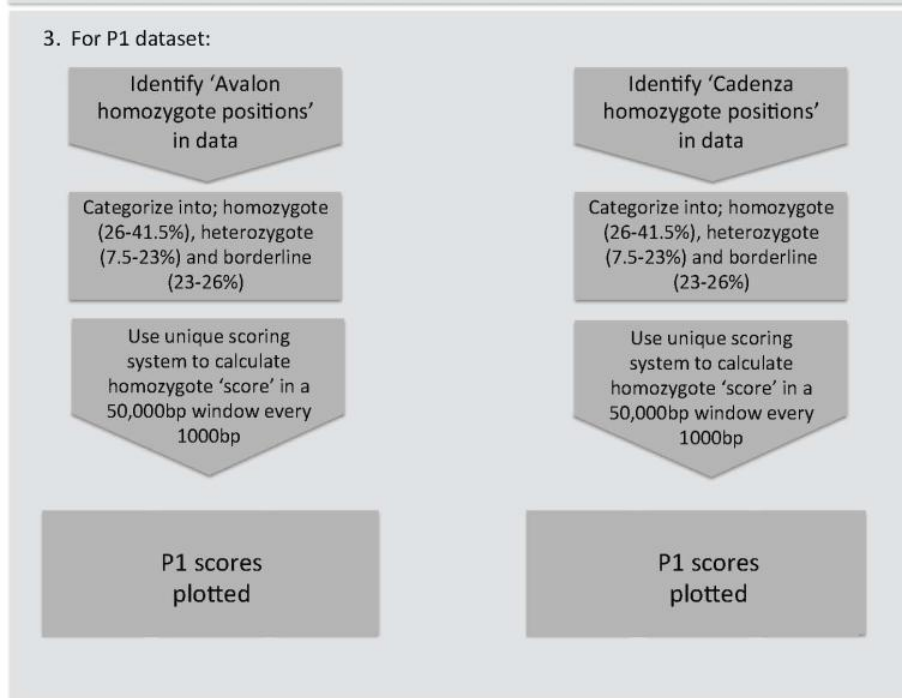 3. For P1 dataset:
Identify ‘Avalon
homozygote positions’
in data
Categorize into; homozygote
(26-41.5%), heterozygote
(7.5-23%) and borderline
(23-26%)
Use unique scoring
system to calculate
homozygote ‘score’ in a
50,000bp window every
1000bp
P1 scores
plotted
Identify ‘Cadenza
homozygote positions’
in data
Categorize into; homozygote
(26-41.5%), heterozygote
(7.5-23%) and borderline
(23-26%)
Use unique scoring
system to calculate
homozygote ‘score’ in a
50,000bp window every
1000bp
P1 scores
plotted